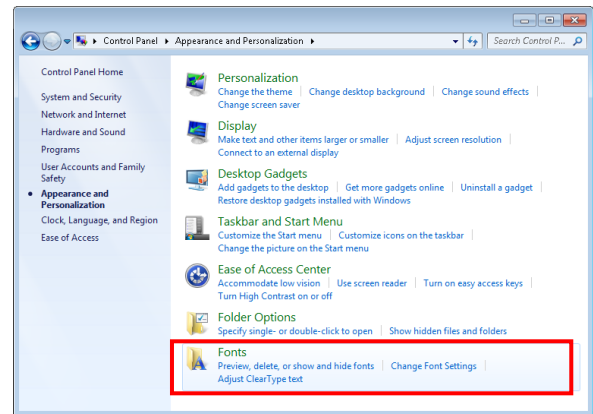 Control Panel ▸ Appearance and Personalization ▸ Search Control P...
Control Panel Home
System and Security
Network and Internet
Hardware and Sound
Programs
User Accounts and Family
Safety
Appearance and
Personalization
Clock, Language, and Region
Ease of Access
Personalization
Change the theme | Change desktop background | Change sound effects |
Change screen saver
Display
Make text and other items larger or smaller | Adjust screen resolution |
Connect to an external display
Desktop Gadgets
Add gadgets to the desktop | Get more gadgets online | Uninstall a gadget |
Restore desktop gadgets installed with Windows
Taskbar and Start Menu
Customize the Start menu | Customize icons on the taskbar |
Change the picture on the Start menu
Ease of Access Center
Accommodate low vision | Use screen reader | Turn on easy access keys |
Turn High Contrast on or off
Folder Options
Specify single- or double-click to open | Show hidden files and folders
Fonts
Preview, delete, or show and hide fonts | Change Font Settings |
Adjust ClearType text